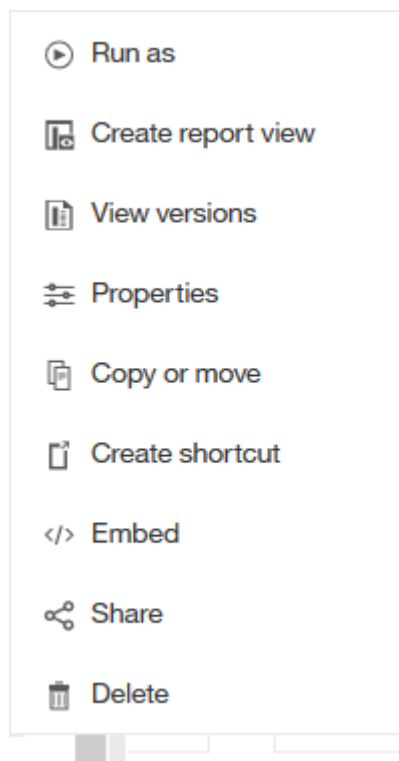 Run as
Create report view
View versions
Properties
Copy or move
Create shortcut
Embed
Share
Delete